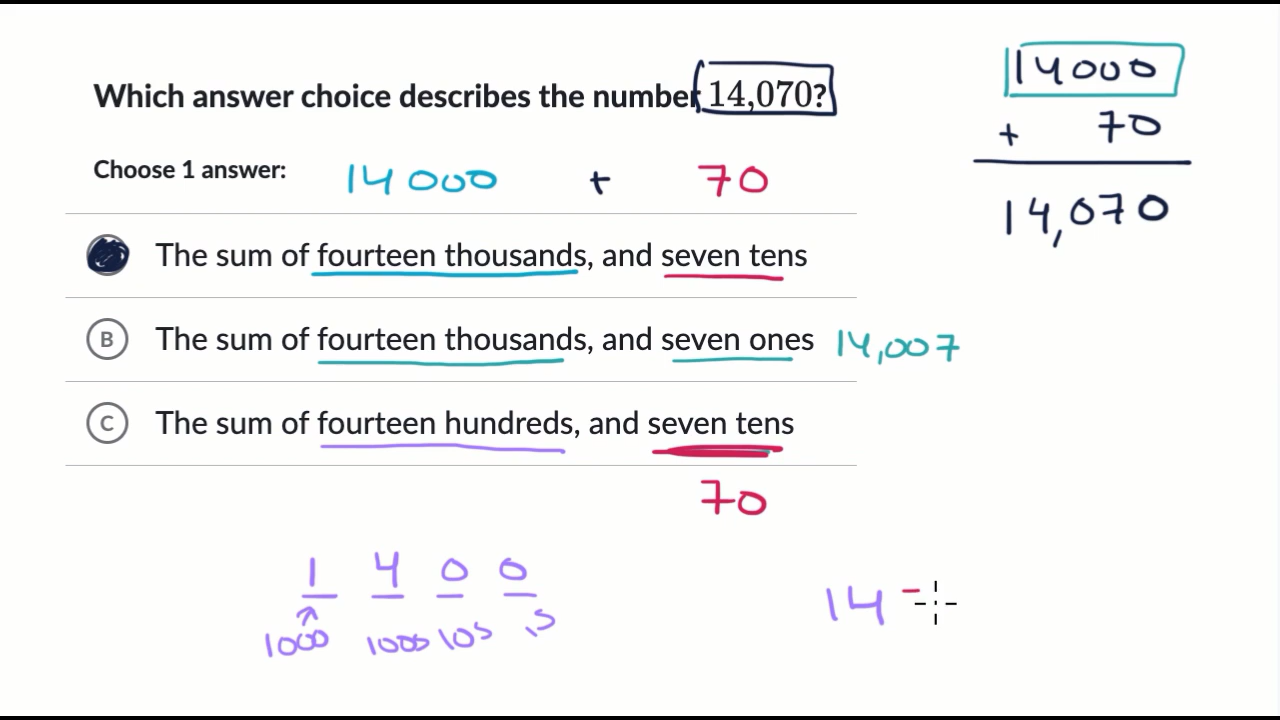 Which answer choice describes the number 14,070?
Choose 1 answer:
14000 + 70
The sum of fourteen thousands, and seven tens
B The sum of fourteen thousands, and seven ones 14,007
C The sum of fourteen hundreds, and seven tens
70
1 4 0 0
1000 100s 10s 1s
14
14000
+ 70
14,070